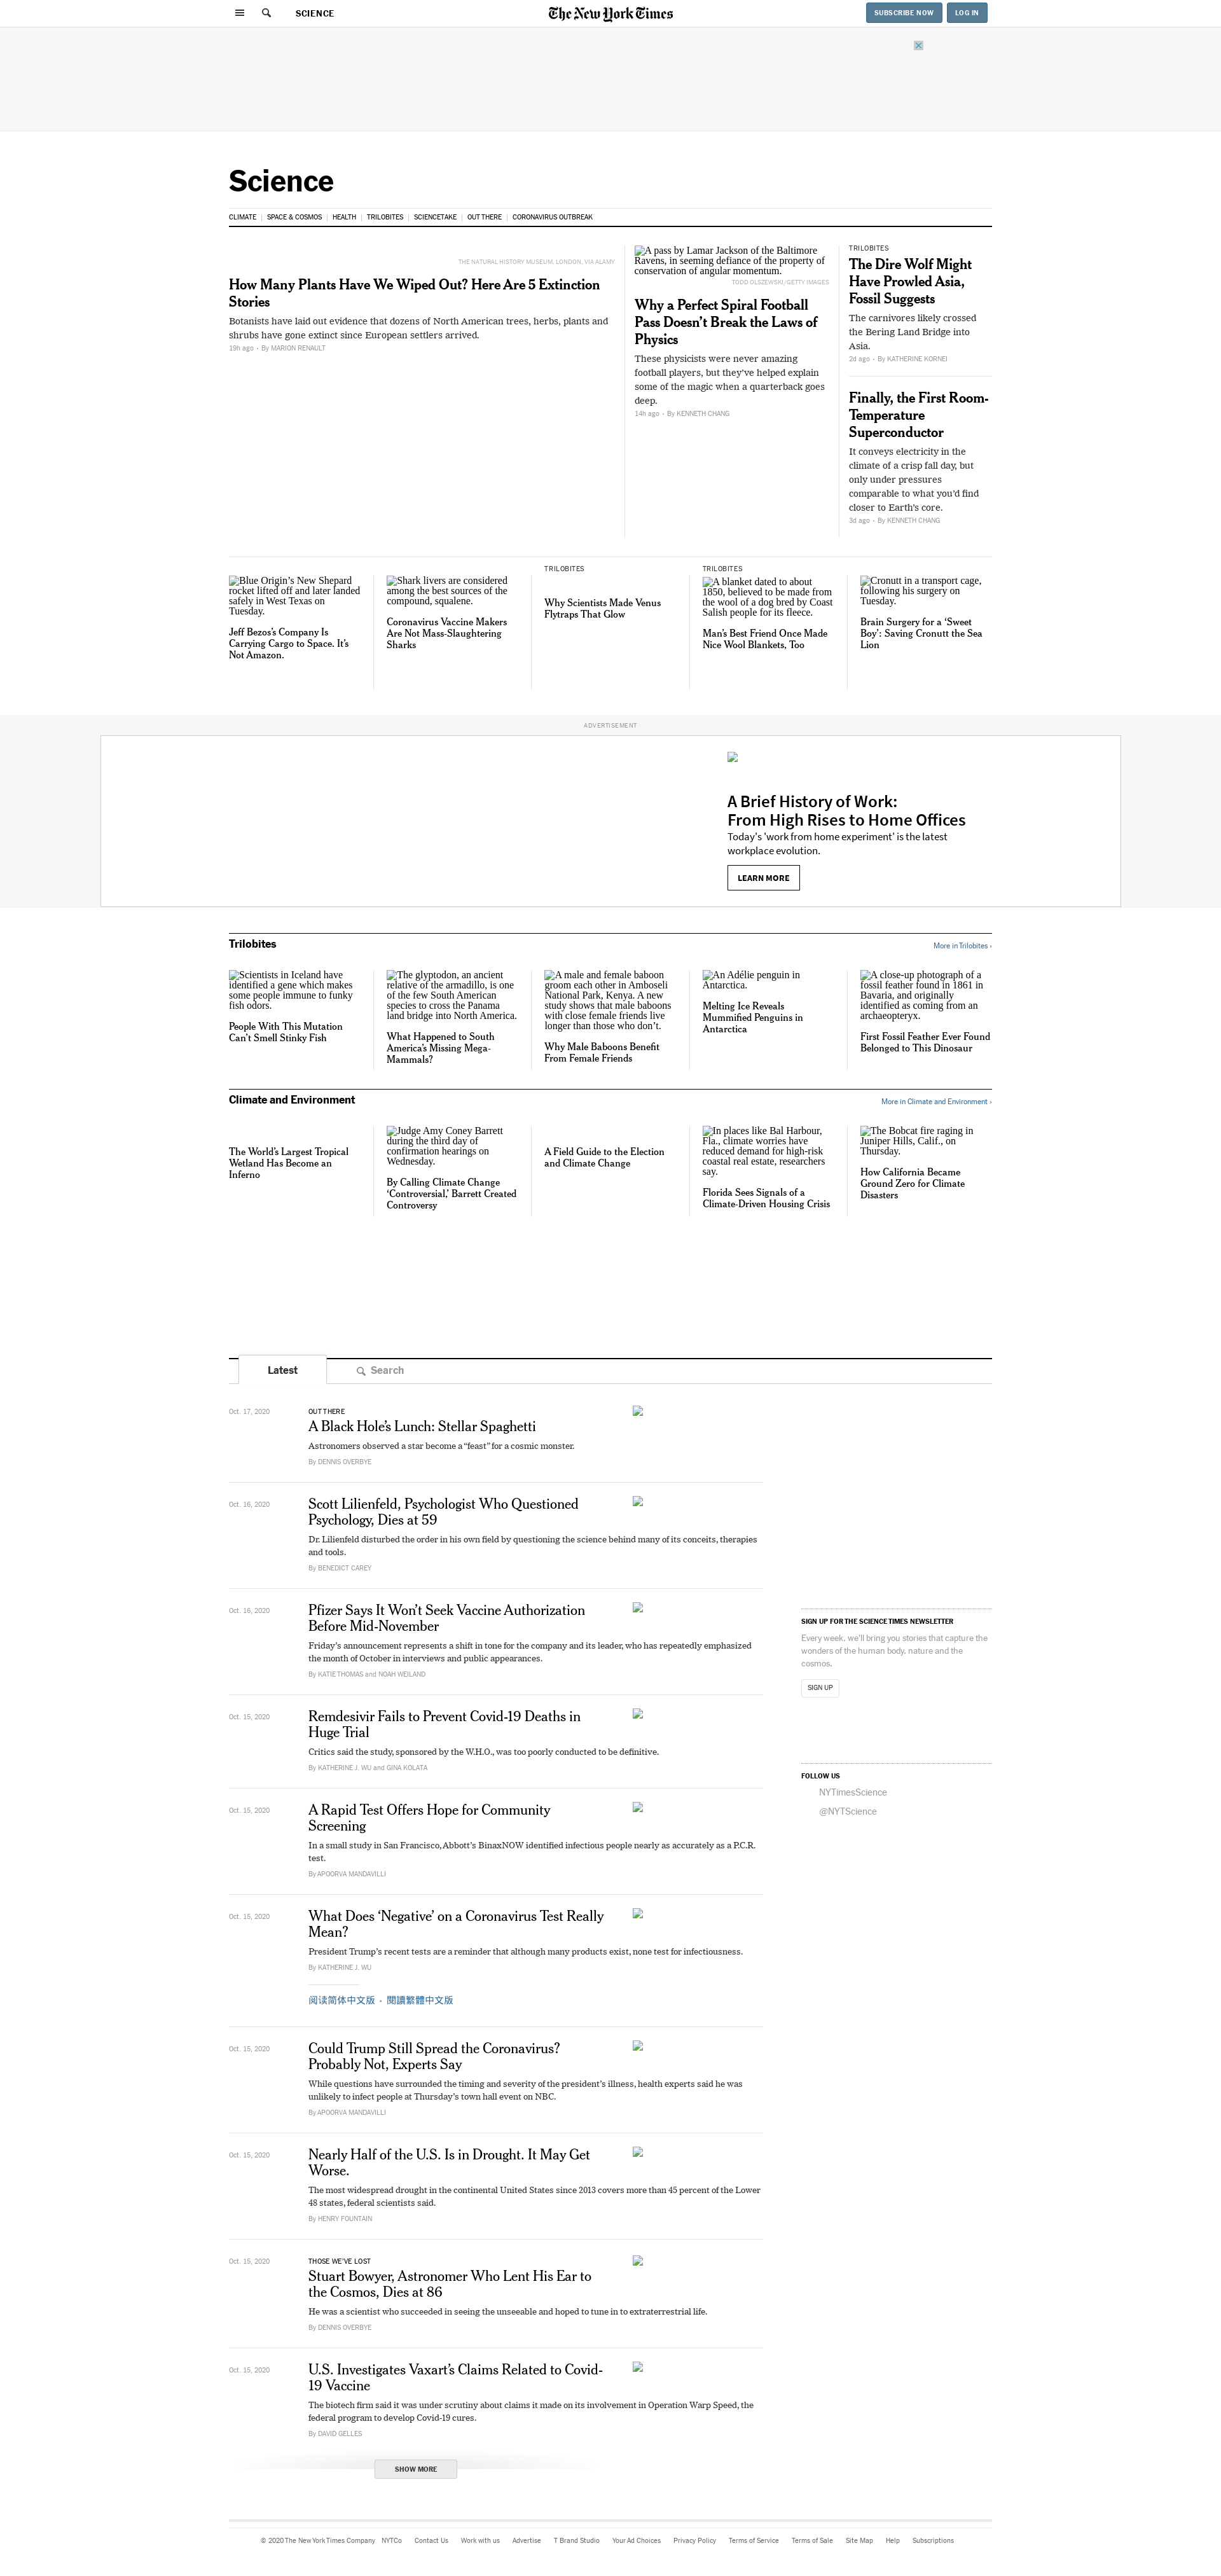 SCIENCE
The New York Times
SUBSCRIBE NOW
LOG IN
Science
CLIMATE
SPACE & COSMOS
HEALTH
TRILOBITES
SCIENCETAKE
OUT THERE
CORONAVIRUS OUTBREAK
THE NATURAL HISTORY MUSEUM, LONDON, VIA ALAMY
How Many Plants Have We Wiped Out? Here Are 5 Extinction
Stories
Botanists have laid out evidence that dozens of North American trees, herbs, plants and
shrubs have gone extinct since European settlers arrived.
19h ago • By MARION RENAULT
A pass by Lamar Jackson of the Baltimore
Ravens, in seeming defiance of the property of
conservation of angular momentum.
TODD OLSZEWSKI/GETTY IMAGES
Why a Perfect Spiral Football
Pass Doesn’t Break the Laws of
Physics
These physicists were never amazing
football players, but they’ve helped explain
some of the magic when a quarterback goes
deep.
14h ago • By KENNETH CHANG
TRILOBITES
The Dire Wolf Might
Have Prowled Asia,
Fossil Suggests
The carnivores likely crossed
the Bering Land Bridge into
Asia.
2d ago • By KATHERINE KORNEI
Finally, the First Room-
Temperature
Superconductor
It conveys electricity in the
climate of a crisp fall day, but
only under pressures
comparable to what you’d find
closer to Earth’s core.
3d ago • By KENNETH CHANG
Blue Origin’s New Shepard
rocket lifted off and later landed
safely in West Texas on
Tuesday.
Jeff Bezos’s Company Is
Carrying Cargo to Space. It’s
Not Amazon.
Shark livers are considered
among the best sources of the
compound, squalene.
Coronavirus Vaccine Makers
Are Not Mass-Slaughtering
Sharks
TRILOBITES
Why Scientists Made Venus
Flytraps That Glow
TRILOBITES
A blanket dated to about
1850, believed to be made from
the wool of a dog bred by Coast
Salish people for its fleece.
Man’s Best Friend Once Made
Nice Wool Blankets, Too
Cronutt in a transport cage,
following his surgery on
Tuesday.
Brain Surgery for a ‘Sweet
Boy’: Saving Cronutt the Sea
Lion
ADVERTISEMENT
A Brief History of Work:
From High Rises to Home Offices
Today's 'work from home experiment' is the latest
workplace evolution.
LEARN MORE
Trilobites
More in Trilobites ›
Scientists in Iceland have
identified a gene which makes
some people immune to funky
fish odors.
People With This Mutation
Can’t Smell Stinky Fish
The glyptodon, an ancient
relative of the armadillo, is one
of the few South American
species to cross the Panama
land bridge into North America.
What Happened to South
America’s Missing Mega-
Mammals?
A male and female baboon
groom each other in Amboseli
National Park, Kenya. A new
study shows that male baboons
with close female friends live
longer than those who don’t.
Why Male Baboons Benefit
From Female Friends
An Adélie penguin in
Antarctica.
Melting Ice Reveals
Mummified Penguins in
Antarctica
A close-up photograph of a
fossil feather found in 1861 in
Bavaria, and originally
identified as coming from an
archaeopteryx.
First Fossil Feather Ever Found
Belonged to This Dinosaur
Climate and Environment
More in Climate and Environment ›
The World’s Largest Tropical
Wetland Has Become an
Inferno
Judge Amy Coney Barrett
during the third day of
confirmation hearings on
Wednesday.
By Calling Climate Change
‘Controversial,’ Barrett Created
Controversy
A Field Guide to the Election
and Climate Change
In places like Bal Harbour,
Fla., climate worries have
reduced demand for high-risk
coastal real estate, researchers
say.
Florida Sees Signals of a
Climate-Driven Housing Crisis
The Bobcat fire raging in
Juniper Hills, Calif., on
Thursday.
How California Became
Ground Zero for Climate
Disasters
Latest
Search
Oct. 17, 2020
OUT THERE
A Black Hole’s Lunch: Stellar Spaghetti
Astronomers observed a star become a “feast” for a cosmic monster.
By DENNIS OVERBYE
Oct. 16, 2020
Scott Lilienfeld, Psychologist Who Questioned
Psychology, Dies at 59
Dr. Lilienfeld disturbed the order in his own field by questioning the science behind many of its conceits, therapies
and tools.
By BENEDICT CAREY
Oct. 16, 2020
Pfizer Says It Won’t Seek Vaccine Authorization
Before Mid-November
Friday’s announcement represents a shift in tone for the company and its leader, who has repeatedly emphasized
the month of October in interviews and public appearances.
By KATIE THOMAS and NOAH WEILAND
Oct. 15, 2020
Remdesivir Fails to Prevent Covid-19 Deaths in
Huge Trial
Critics said the study, sponsored by the W.H.O., was too poorly conducted to be definitive.
By KATHERINE J. WU and GINA KOLATA
Oct. 15, 2020
A Rapid Test Offers Hope for Community
Screening
In a small study in San Francisco, Abbott’s BinaxNOW identified infectious people nearly as accurately as a P.C.R.
test.
By APOORVA MANDAVILLI
Oct. 15, 2020
What Does ‘Negative’ on a Coronavirus Test Really
Mean?
President Trump’s recent tests are a reminder that although many products exist, none test for infectiousness.
By KATHERINE J. WU
阅读简体中文版 • 閱讀繁體中文版
Oct. 15, 2020
Could Trump Still Spread the Coronavirus?
Probably Not, Experts Say
While questions have surrounded the timing and severity of the president’s illness, health experts said he was
unlikely to infect people at Thursday’s town hall event on NBC.
By APOORVA MANDAVILLI
Oct. 15, 2020
Nearly Half of the U.S. Is in Drought. It May Get
Worse.
The most widespread drought in the continental United States since 2013 covers more than 45 percent of the Lower
48 states, federal scientists said.
By HENRY FOUNTAIN
Oct. 15, 2020
THOSE WE’VE LOST
Stuart Bowyer, Astronomer Who Lent His Ear to
the Cosmos, Dies at 86
He was a scientist who succeeded in seeing the unseeable and hoped to tune in to extraterrestrial life.
By DENNIS OVERBYE
Oct. 15, 2020
U.S. Investigates Vaxart’s Claims Related to Covid-
19 Vaccine
The biotech firm said it was under scrutiny about claims it made on its involvement in Operation Warp Speed, the
federal program to develop Covid-19 cures.
By DAVID GELLES
SHOW MORE
SIGN UP FOR THE SCIENCE TIMES NEWSLETTER
Every week, we'll bring you stories that capture the
wonders of the human body, nature and the
cosmos.
SIGN UP
FOLLOW US
NYTimesScience
@NYTScience
© 2020 The New York Times Company
NYTCo
Contact Us
Work with us
Advertise
T Brand Studio
Your Ad Choices
Privacy Policy
Terms of Service
Terms of Sale
Site Map
Help
Subscriptions